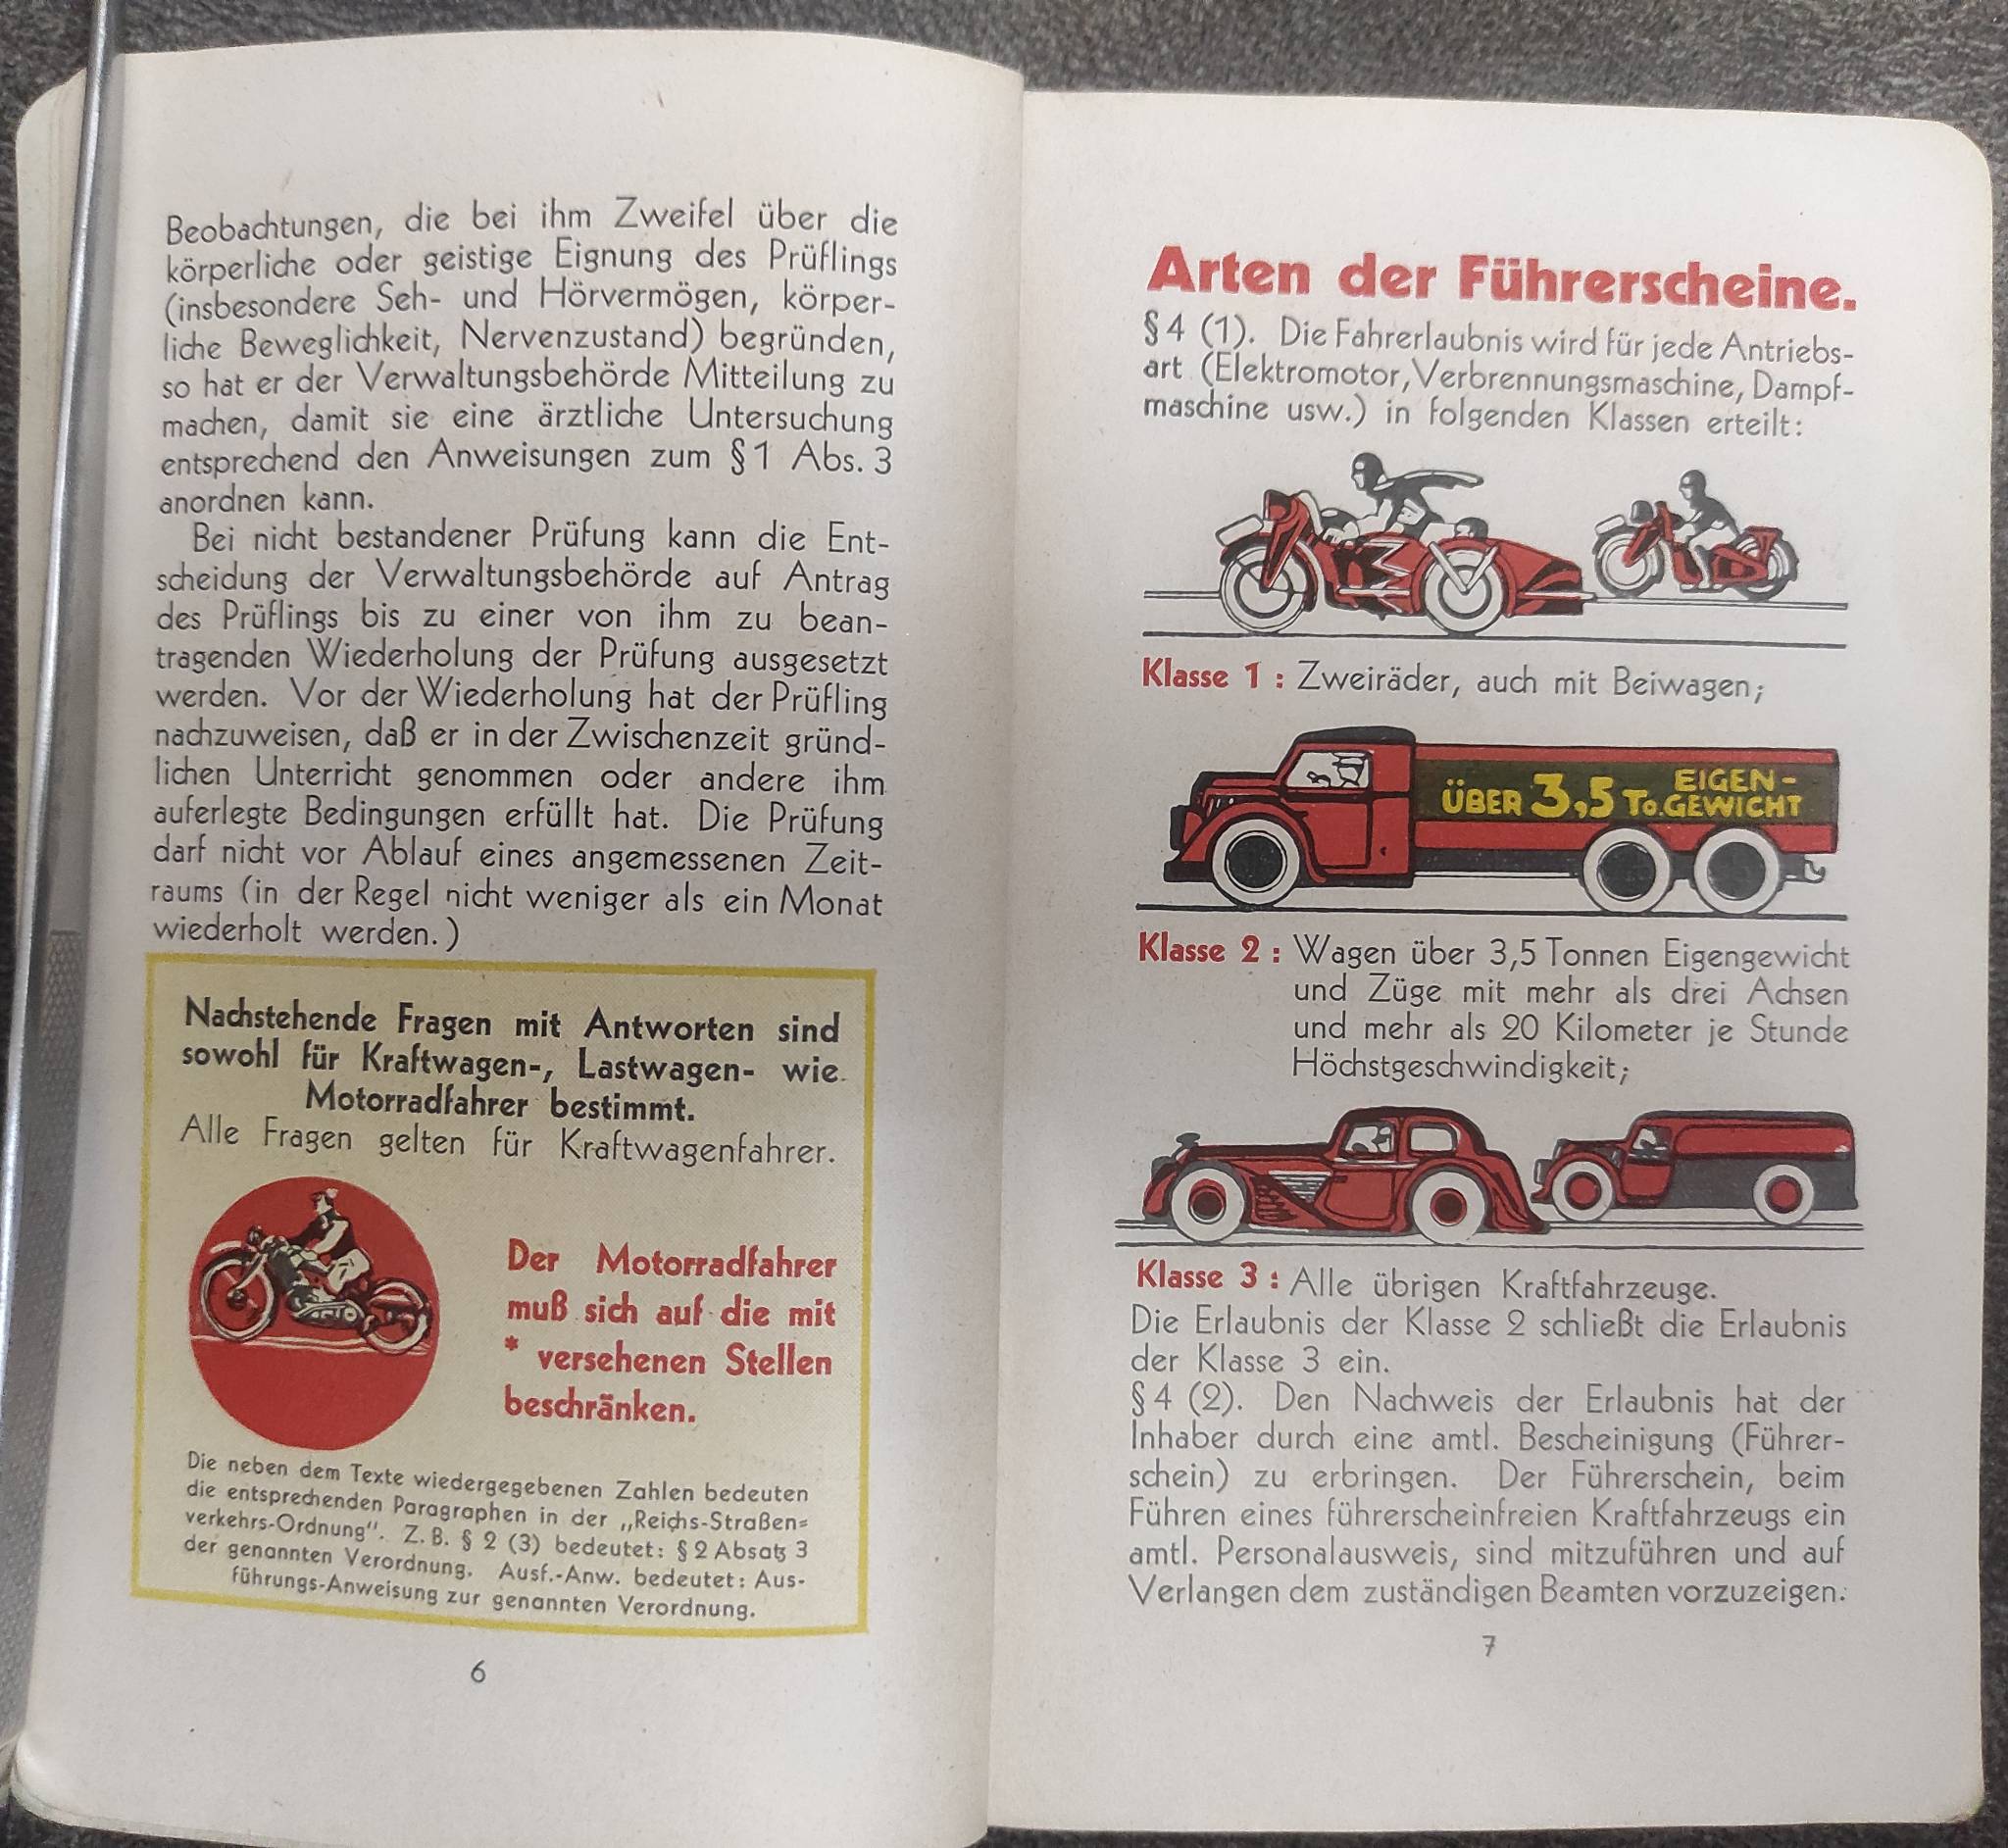 Beobachtungen, die bei ihm Zweifel über die
körperliche oder geistige Eignung des Prüflings
(insbesondere Seh- und Hörvermögen, körper-
liche Beweglichkeit, Nervenzustand) begründen,
so hat er der Verwaltungsbehörde Mitteilung zu
machen, damit sie eine ärztliche Untersuchung
entsprechend den Anweisungen zum § 1 Abs. 3
anordnen kann.
Bei nicht bestandener Prüfung kann die Ent-
scheidung der Verwaltungsbehörde auf Antrag
des Prüflings bis zu einer von ihm zu bean-
tragenden Wiederholung der Prüfung ausgesetzt
werden. Vor der Wiederholung hat der Prüfling
nachzuweisen, daß er in der Zwischenzeit gründ-
lichen Unterricht genommen oder andere ihm
auferlegte Bedingungen erfüllt hat. Die Prüfung
darf nicht vor Ablauf eines angemessenen Zeit-
raums (in der Regel nicht weniger als ein Monat
wiederholt werden.)
Nachstehende Fragen mit Antworten sind
sowohl für Kraftwagen-, Lastwagen- wie
Motorradfahrer bestimmt.
Alle Fragen gelten für Kraftwagenfahrer.
Der Motorradfahrer
muß sich auf die mit
* versehenen Stellen
beschränken.
Die neben dem Texte wiedergegebenen Zahlen bedeuten
die entsprechenden Paragraphen in der „Reichs-Straßen-
verkehrs-Ordnung". Z. B. § 2 (3) bedeutet: § 2 Absatz 3
der genannten Verordnung. Ausf.-Anw. bedeutet: Aus-
führungs-Anweisung zur genannten Verordnung.
6
Arten der Führerscheine.
§ 4 (1). Die Fahrerlaubnis wird für jede Antriebs-
art (Elektromotor, Verbrennungsmaschine, Dampf-
maschine usw.) in folgenden Klassen erteilt:
Klasse 1 : Zweiräder, auch mit Beiwagen;
ÜBER 3,5 To. EIGEN-
GEWICHT
Klasse 2 : Wagen über 3,5 Tonnen Eigengewicht
und Züge mit mehr als drei Achsen
und mehr als 20 Kilometer je Stunde
Höchstgeschwindigkeit;
Klasse 3 : Alle übrigen Kraftfahrzeuge.
Die Erlaubnis der Klasse 2 schließt die Erlaubnis
der Klasse 3 ein.
§ 4 (2). Den Nachweis der Erlaubnis hat der
Inhaber durch eine amtl. Bescheinigung (Führer-
schein) zu erbringen. Der Führerschein, beim
Führen eines führerscheinfreien Kraftfahrzeugs ein
amtl. Personalausweis, sind mitzuführen und auf
Verlangen dem zuständigen Beamten vorzuzeigen.
7